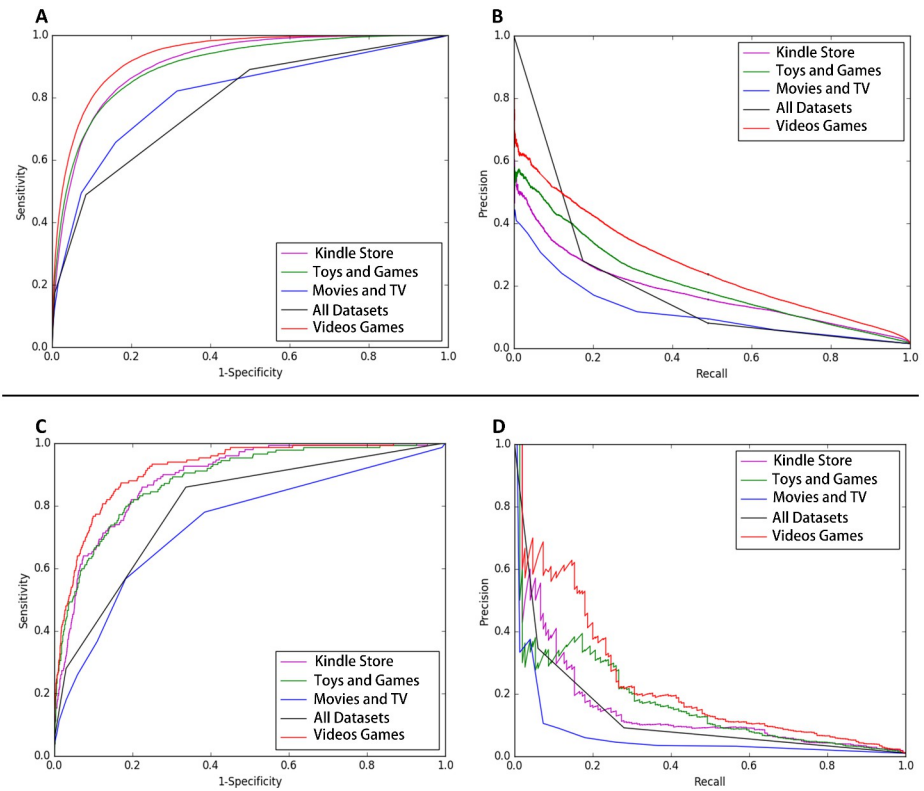 A
1.0
0.8
0.6
0.4
0.2
0.0
Sensitivity
0.0 0.2 0.4 0.6 0.8 1.0
1-Specificity
Kindle Store
Toys and Games
Movies and TV
All Datasets
Videos Games
B
1.0
0.8
0.6
0.4
0.2
0.0
Precision
0.0 0.2 0.4 0.6 0.8 1.0
Recall
Kindle Store
Toys and Games
Movies and TV
All Datasets
Videos Games
C
1.0
0.8
0.6
0.4
0.2
0.0
Sensitivity
0.0 0.2 0.4 0.6 0.8 1.0
1-Specificity
Kindle Store
Toys and Games
Movies and TV
All Datasets
Videos Games
D
1.0
0.8
0.6
0.4
0.2
0.0
Precision
0.0 0.2 0.4 0.6 0.8 1.0
Recall
Kindle Store
Toys and Games
Movies and TV
All Datasets
Videos Games